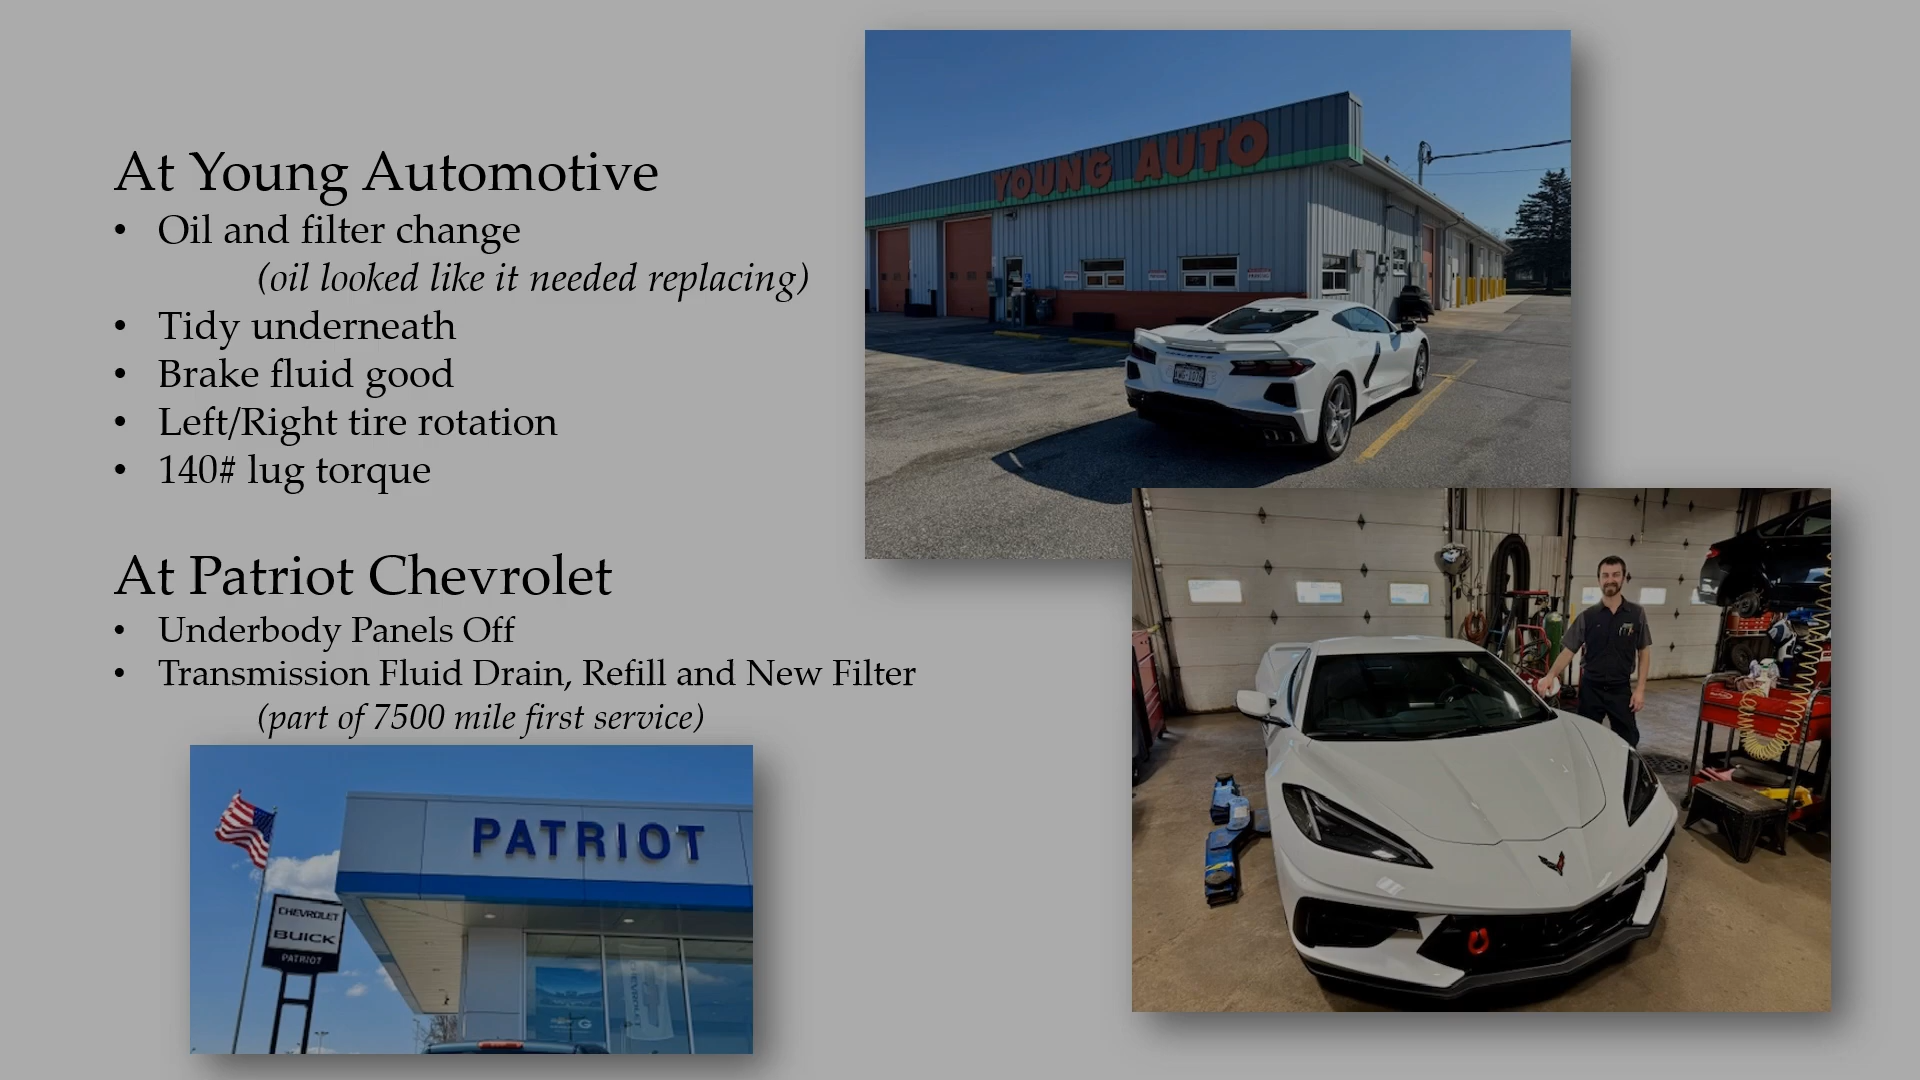 At Young Automotive
• Oil and filter change
(oil looked like it needed replacing)
• Tidy underneath
• Brake fluid good
• Left/Right tire rotation
• 140# lug torque
At Patriot Chevrolet
• Underbody Panels Off
• Transmission Fluid Drain, Refill and New Filter
(part of 7500 mile first service)
YOUNG AUTO
PATRIOT
CHEVROLET
BUICK
PATRIOT
CHEVROLET